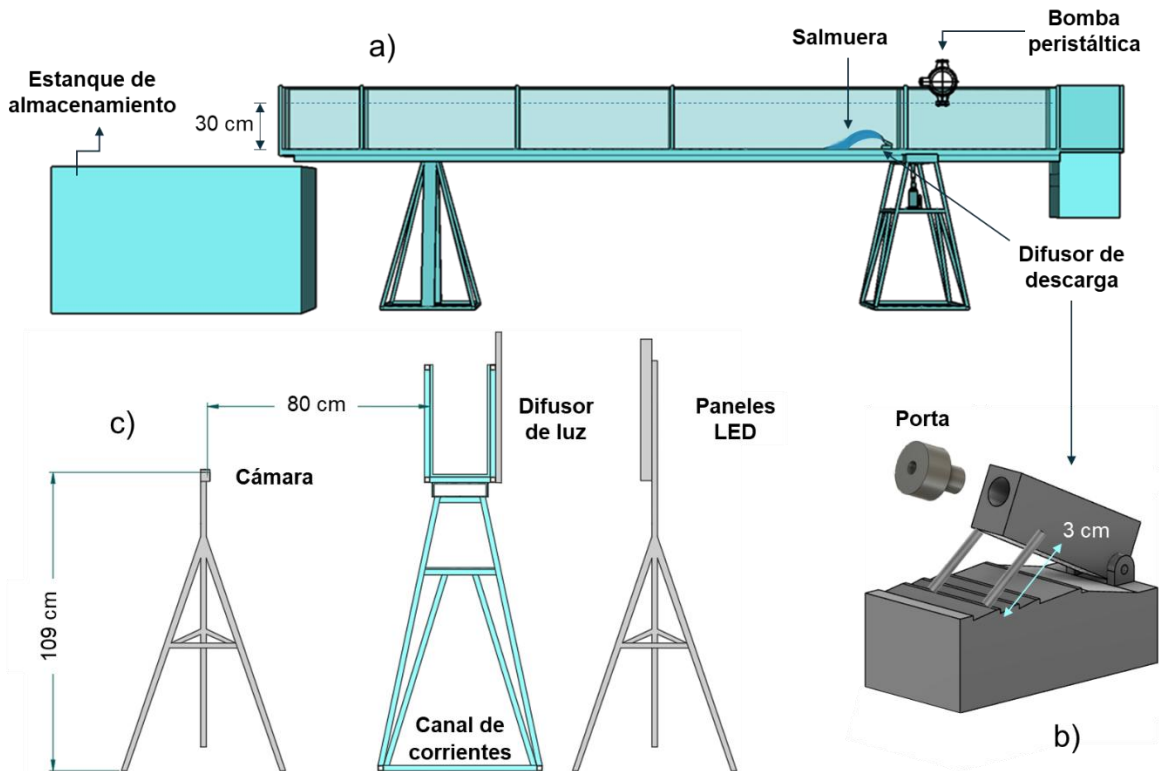 a)
Estanque de
almacenamiento
30 cm
Salmuera
Bomba
peristáltica
Difusor de
descarga
c)
80 cm
Cámara
109 cm
Difusor
de luz
Paneles
LED
Canal de
corrientes
Porta
3 cm
b)